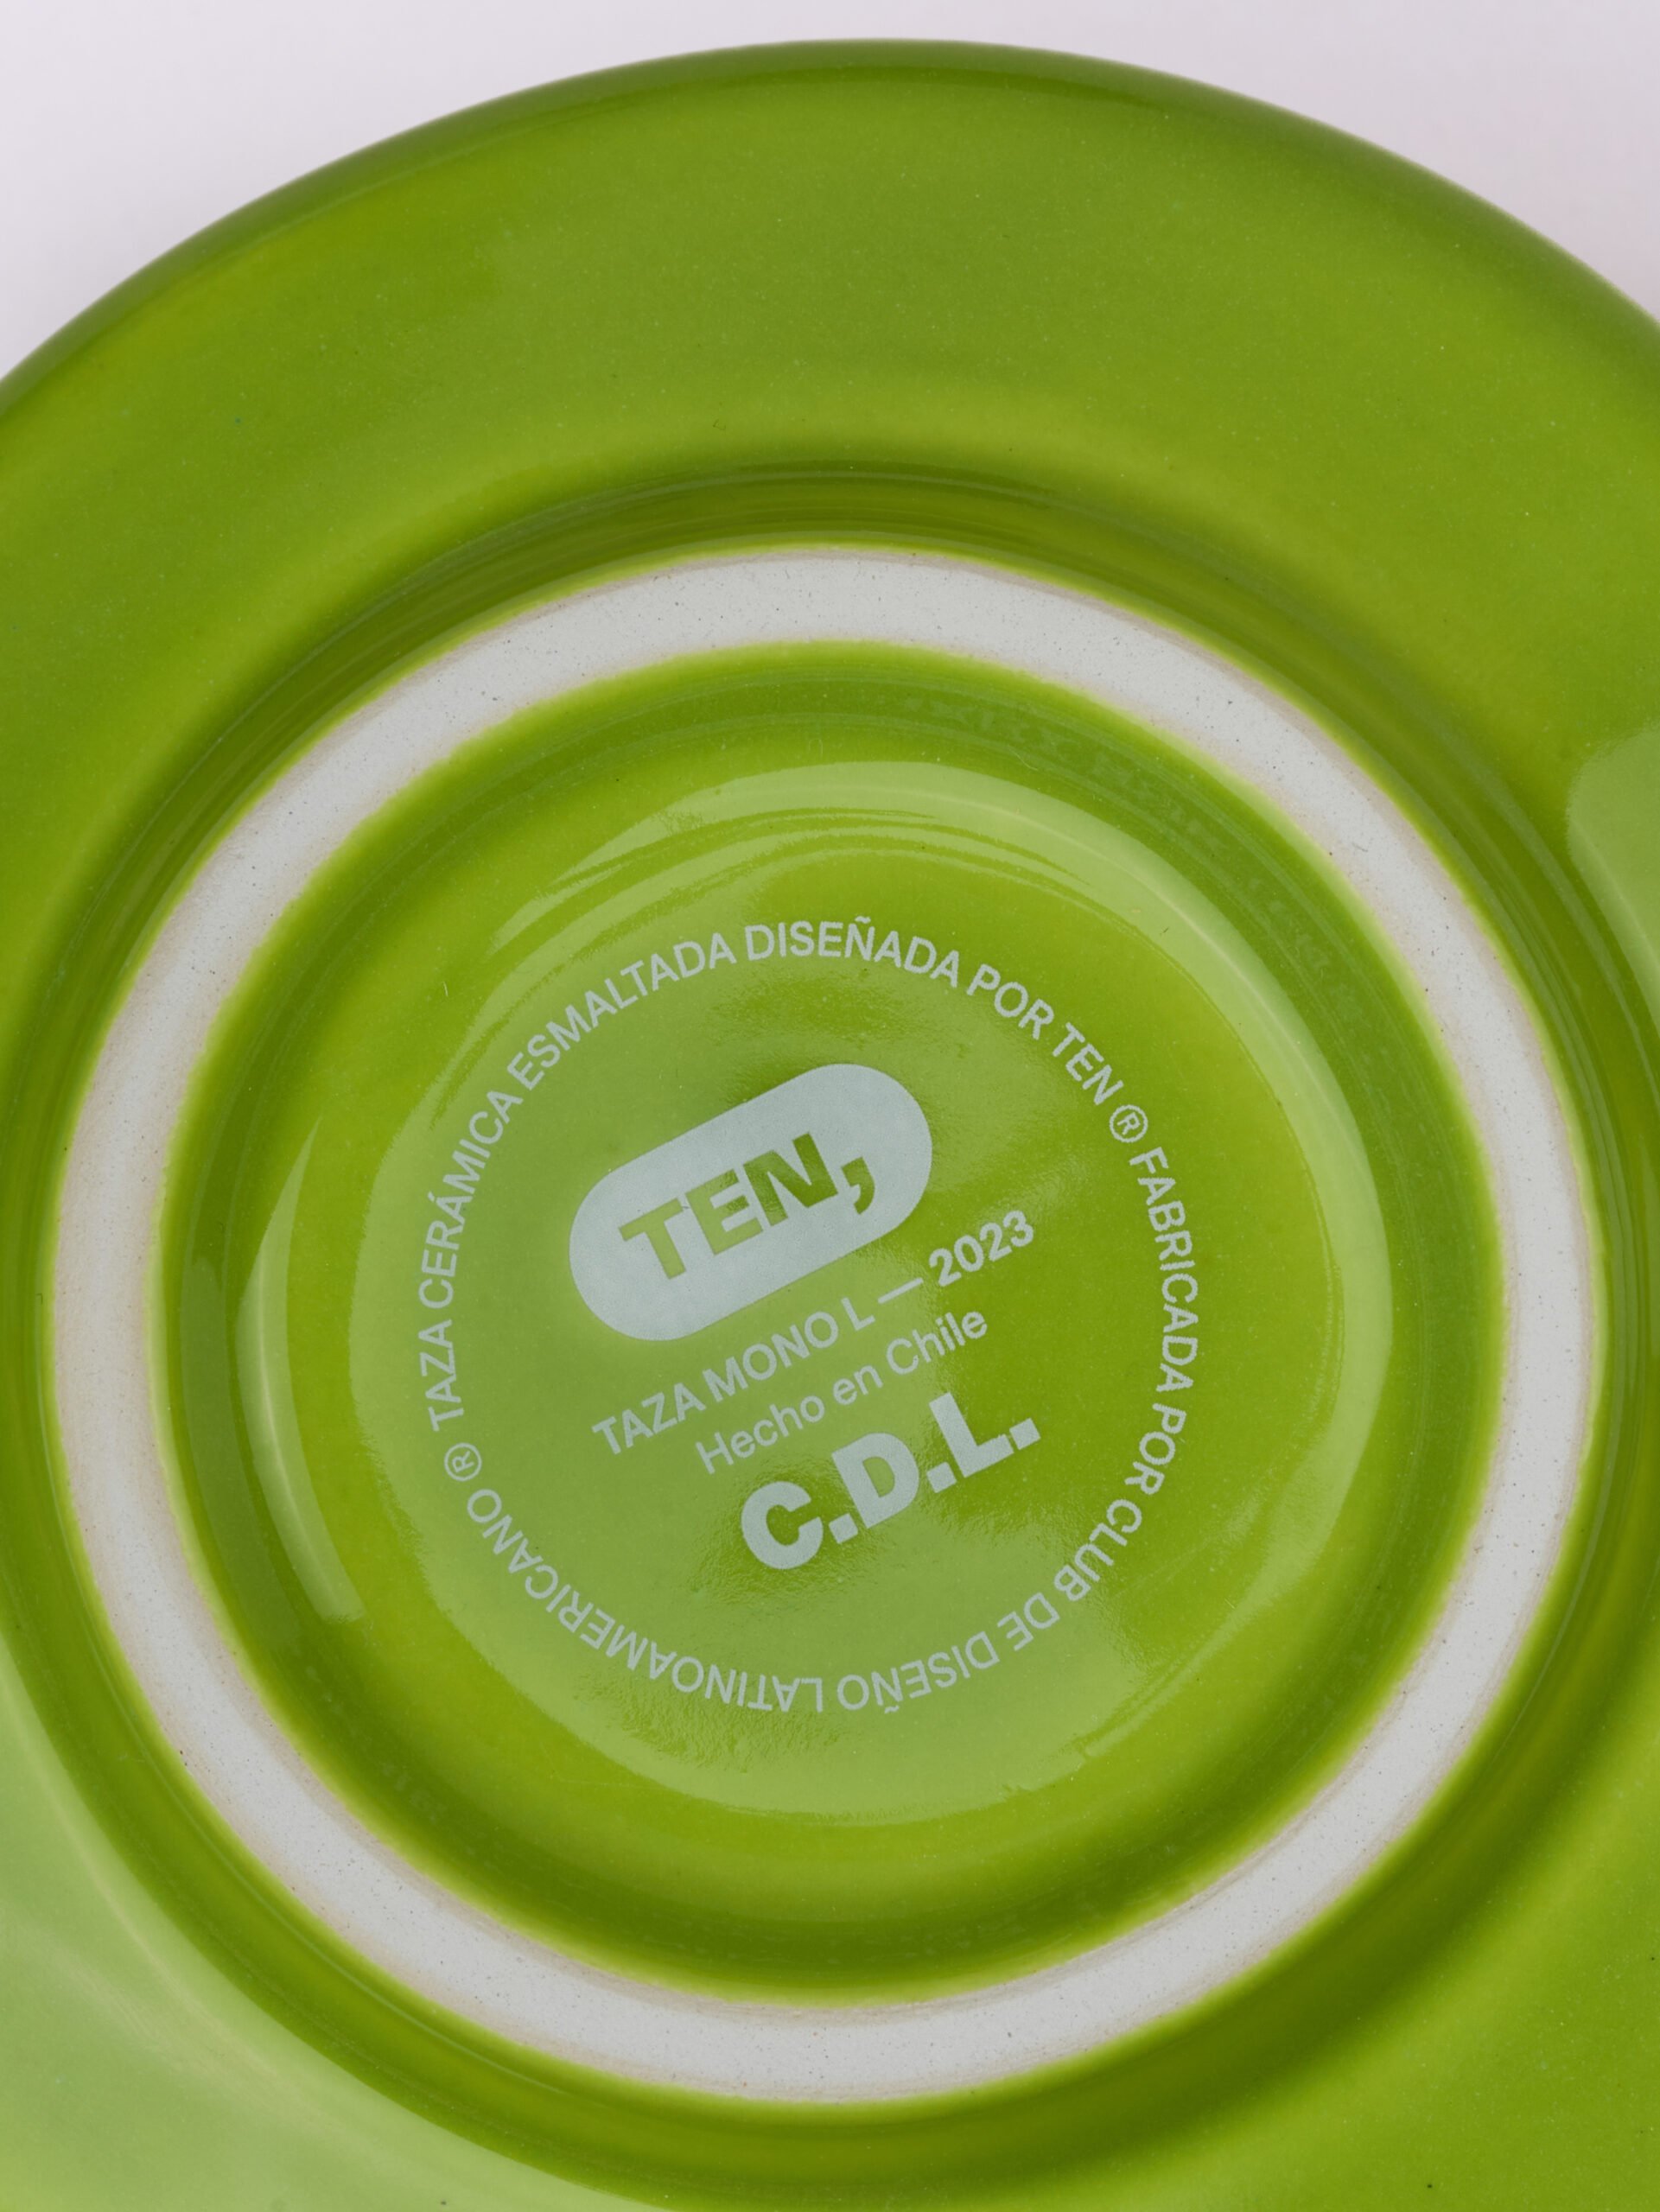 TAZA CERÁMICA ESMALTADA DISEÑADA POR TEN ® FABRICADA POR CLUB DE DISEÑO LATINOAMERICANO ®
TEN,
TAZA MONO L — 2023
Hecho en Chile
C.D.L.